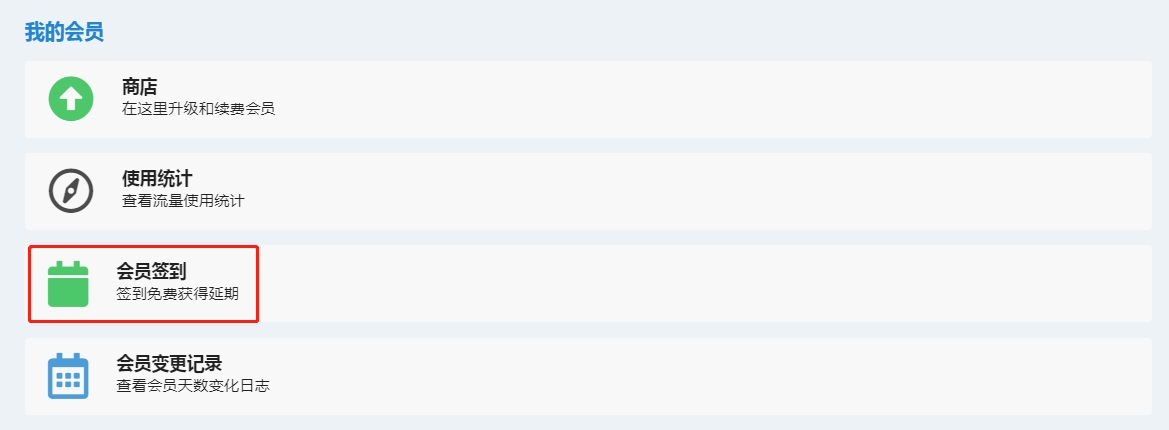 我的会员
商店
在这里升级和续费会员
使用统计
查看流量使用统计
会员签到
签到免费获得延期
会员变更记录
查看会员天数变化日志